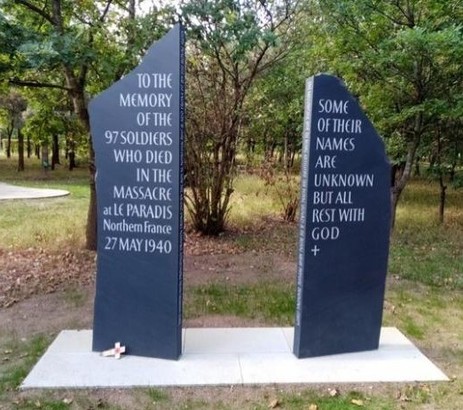 TO THE
MEMORY
OF THE
97 SOLDIERS
WHO DIED
IN THE
MASSACRE
at LE PARADIS
Northern France
27 MAY 1940
SOME
OF THEIR
NAMES
ARE
UNKNOWN
BUT ALL
REST WITH
GOD